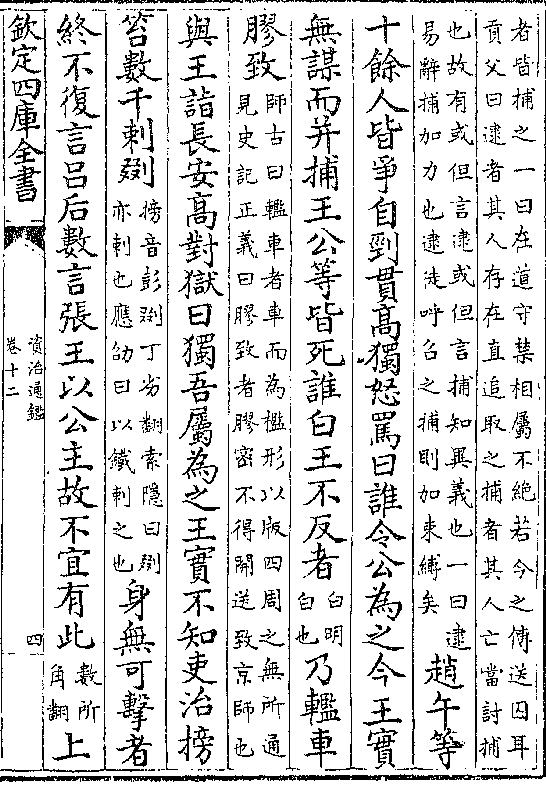 者皆捕之一曰在道守禁相屬不絶若今之傳送囚耳
貢父曰逮者其人存在直追取之捕者其人亡當討捕
也故有或但言逮或但言捕知異義也一曰逮
易辭捕加力也逮徒呼召之捕則加束縛矣
趙午等
十餘人皆爭自剄貫高獨怒罵曰誰令公為之今王實
無謀而并捕王公等皆死誰白王不反者
白明
白也
乃轞車
膠致
師古曰轞車者車而為檻形以版四周之無所通
見史記正義曰膠致者膠密不得開送致京師也
與王詣長安高對獄曰獨吾屬為之王實不知吏治搒
笞數千刺剟
搒音彭剟丁劣翻索隱曰剟
亦刺也應劭曰以鐵刺之也
身無可擊者
終不復言吕后數言張王以公主故不宜有此
數所
角翻
上
欽定四庫全書
資治通鑑
卷十二
四